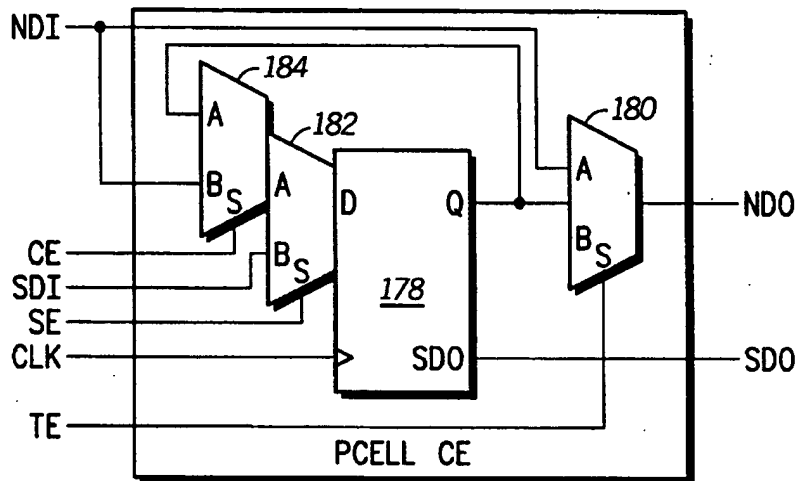 NDI
184
A
182
180
B
S
A
D
Q
A
NDO
CE
B
S
B
S
SDI
178
SE
CLK
SDO
SDO
TE
PCELL CE